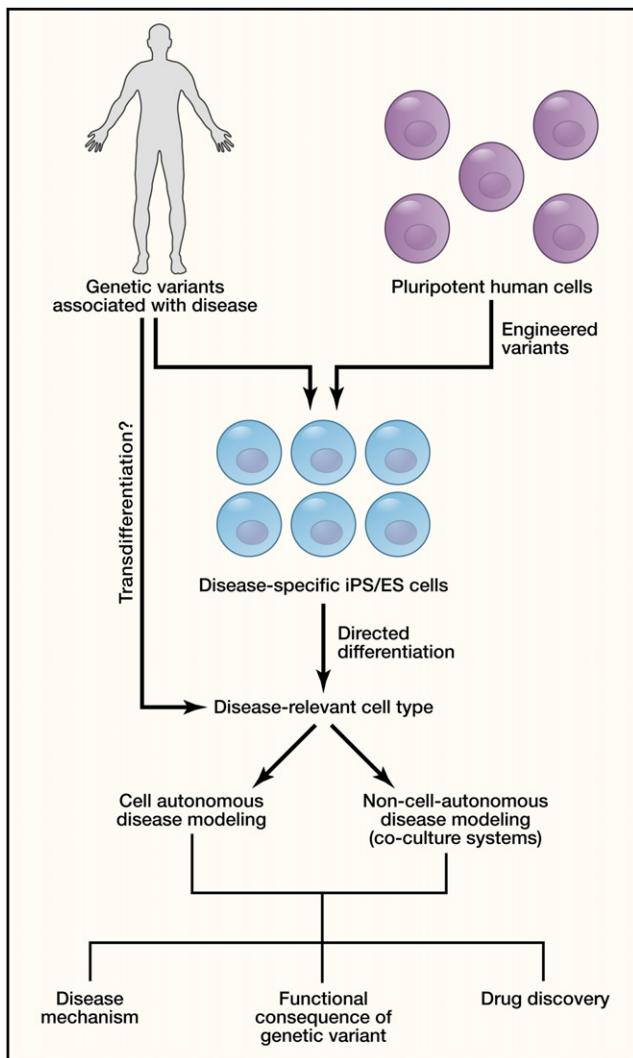 Genetic variants
associated with disease
Pluripotent human cells
Engineered
variants
Transdifferentiation?
Disease-specific iPS/ES cells
Directed
differentiation
Disease-relevant cell type
Cell autonomous
disease modeling
Non-cell-autonomous
disease modeling
(co-culture systems)
Disease
mechanism
Functional
consequence of
genetic variant
Drug discovery